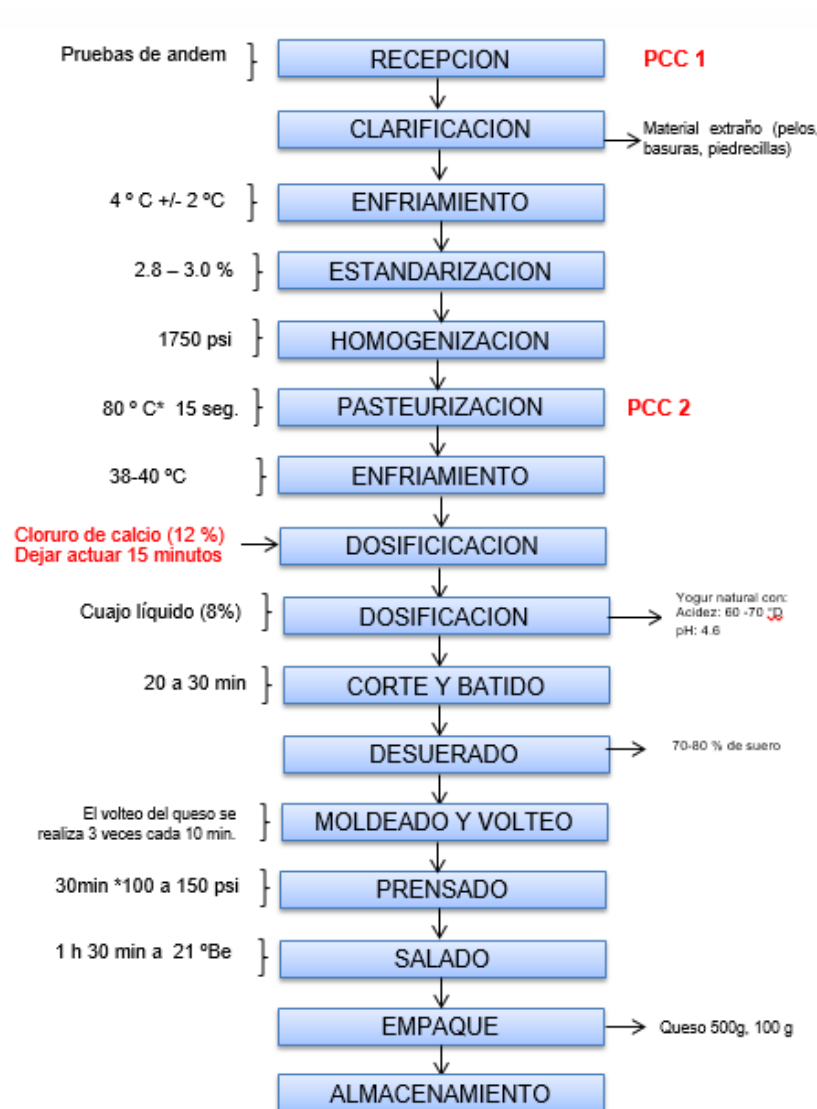 Pruebas de andem
RECEPCION
PCC 1
CLARIFICACION
Material extraño (pelos,
basuras, piedrecillas)
4 º C +/- 2 ºC
ENFRIAMIENTO
2.8 – 3.0 %
ESTANDARIZACION
1750 psi
HOMOGENIZACION
80 º C* 15 seg.
PASTEURIZACION
PCC 2
38-40 ºC
ENFRIAMIENTO
Cloruro de calcio (12 %)
Dejar actuar 15 minutos
DOSIFICICACION
Cuajo líquido (8%)
DOSIFICACION
Yogur natural con:
Acidez: 60 -70 °D
pH: 4.6
20 a 30 min
CORTE Y BATIDO
DESUERADO
70-80 % de suero
El volteo del queso se
realiza 3 veces cada 10 min.
MOLDEADO Y VOLTEO
30min *100 a 150 psi
PRENSADO
1 h 30 min a 21 ºBe
SALADO
EMPAQUE
Queso 500g, 100 g
ALMACENAMIENTO